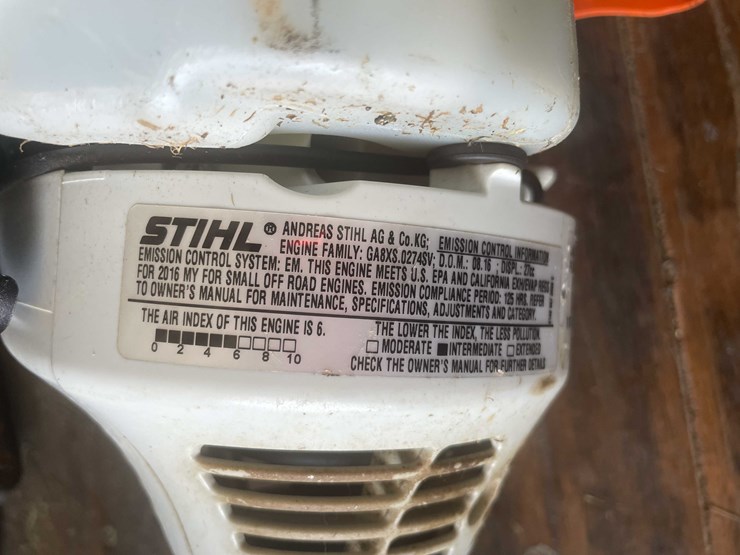 STIHL® ANDREAS STIHL AG & Co.KG; EMISSION CONTROL INFORMATION
ENGINE FAMILY: GA8XS.0274SV; D.O.M.: 08.16 ; DISPL.: 27cc
EMISSION CONTROL SYSTEM: EM. THIS ENGINE MEETS U.S. EPA AND CALIFORNIA EXH/EVAP REGS
FOR 2016 MY FOR SMALL OFF ROAD ENGINES. EMISSION COMPLIANCE PERIOD: 125 HRS. REFER
TO OWNER'S MANUAL FOR MAINTENANCE, SPECIFICATIONS, ADJUSTMENTS AND CATEGORY.
THE AIR INDEX OF THIS ENGINE IS 6. THE LOWER THE INDEX, THE LESS POLLUTION.
0 2 4 6 8 10 □ MODERATE ■ INTERMEDIATE □ EXTENDED
CHECK THE OWNER'S MANUAL FOR FURTHER DETAILS